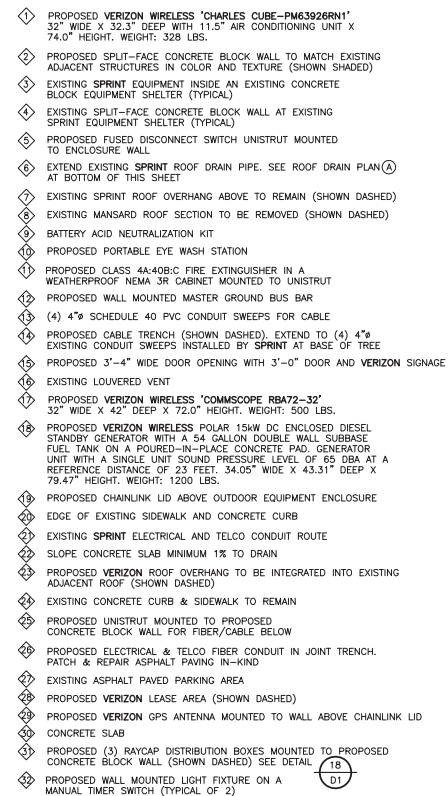 1 PROPOSED VERIZON WIRELESS 'CHARLES CUBE-PM63926RN1'
32" WIDE X 32.3" DEEP WITH 11.5" AIR CONDITIONING UNIT X
74.0" HEIGHT. WEIGHT: 328 LBS.
2 PROPOSED SPLIT-FACE CONCRETE BLOCK WALL TO MATCH EXISTING
ADJACENT STRUCTURES IN COLOR AND TEXTURE (SHOWN SHADED)
3 EXISTING SPRINT EQUIPMENT INSIDE AN EXISTING CONCRETE
BLOCK EQUIPMENT SHELTER (TYPICAL)
4 EXISTING SPLIT-FACE CONCRETE BLOCK WALL AT EXISTING
SPRINT EQUIPMENT SHELTER (TYPICAL)
5 PROPOSED FUSED DISCONNECT SWITCH UNISTRUT MOUNTED
TO ENCLOSURE WALL
6 EXTEND EXISTING SPRINT ROOF DRAIN PIPE. SEE ROOF DRAIN PLAN A
AT BOTTOM OF THIS SHEET
7 EXISTING SPRINT ROOF OVERHANG ABOVE TO REMAIN (SHOWN DASHED)
8 EXISTING MANSARD ROOF SECTION TO BE REMOVED (SHOWN DASHED)
9 BATTERY ACID NEUTRALIZATION KIT
10 PROPOSED PORTABLE EYE WASH STATION
11 PROPOSED CLASS 4A:40B:C FIRE EXTINGUISHER IN A
WEATHERPROOF NEMA 3R CABINET MOUNTED TO UNISTRUT
12 PROPOSED WALL MOUNTED MASTER GROUND BUS BAR
13 (4) 4"ø SCHEDULE 40 PVC CONDUIT SWEEPS FOR CABLE
14 PROPOSED CABLE TRENCH (SHOWN DASHED). EXTEND TO (4) 4"ø
EXISTING CONDUIT SWEEPS INSTALLED BY SPRINT AT BASE OF TREE
15 PROPOSED 3'-4" WIDE DOOR OPENING WITH 3'-0" DOOR AND VERIZON SIGNAGE
16 EXISTING LOUVERED VENT
17 PROPOSED VERIZON WIRELESS 'COMMSCOPE RBA72-32'
32" WIDE X 42" DEEP X 72.0" HEIGHT. WEIGHT: 500 LBS.
18 PROPOSED VERIZON WIRELESS POLAR 15kW DC ENCLOSED DIESEL
STANDBY GENERATOR WITH A 54 GALLON DOUBLE WALL SUBBASE
FUEL TANK ON A POURED-IN-PLACE CONCRETE PAD. GENERATOR
UNIT WITH A SINGLE UNIT SOUND PRESSURE LEVEL OF 65 DBA AT A
REFERENCE DISTANCE OF 23 FEET. 34.05" WIDE X 43.31" DEEP X
79.47" HEIGHT. WEIGHT: 1200 LBS.
19 PROPOSED CHAINLINK LID ABOVE OUTDOOR EQUIPMENT ENCLOSURE
20 EDGE OF EXISTING SIDEWALK AND CONCRETE CURB
21 EXISTING SPRINT ELECTRICAL AND TELCO CONDUIT ROUTE
22 SLOPE CONCRETE SLAB MINIMUM 1% TO DRAIN
23 PROPOSED VERIZON ROOF OVERHANG TO BE INTEGRATED INTO EXISTING
ADJACENT ROOF (SHOWN DASHED)
24 EXISTING CONCRETE CURB & SIDEWALK TO REMAIN
25 PROPOSED UNISTRUT MOUNTED TO PROPOSED
CONCRETE BLOCK WALL FOR FIBER/CABLE BELOW
26 PROPOSED ELECTRICAL & TELCO FIBER CONDUIT IN JOINT TRENCH.
PATCH & REPAIR ASPHALT PAVING IN-KIND
27 EXISTING ASPHALT PAVED PARKING AREA
28 PROPOSED VERIZON LEASE AREA (SHOWN DASHED)
29 PROPOSED VERIZON GPS ANTENNA MOUNTED TO WALL ABOVE CHAINLINK LID
30 CONCRETE SLAB
31 PROPOSED (3) RAYCAP DISTRIBUTION BOXES MOUNTED TO PROPOSED
CONCRETE BLOCK WALL (SHOWN DASHED) SEE DETAIL 18
D1
32 PROPOSED WALL MOUNTED LIGHT FIXTURE ON A
MANUAL TIMER SWITCH (TYPICAL OF 2)